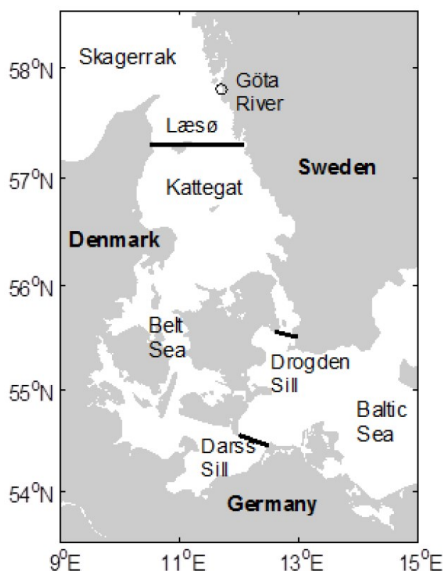 58°N
57°N
56°N
55°N
54°N
9°E
11°E
13°E
15°E
Skagerrak
Göta
River
Læsø
Sweden
Kattegat
Denmark
Belt
Sea
Drogden
Sill
Baltic
Sea
Darss
Sill
Germany